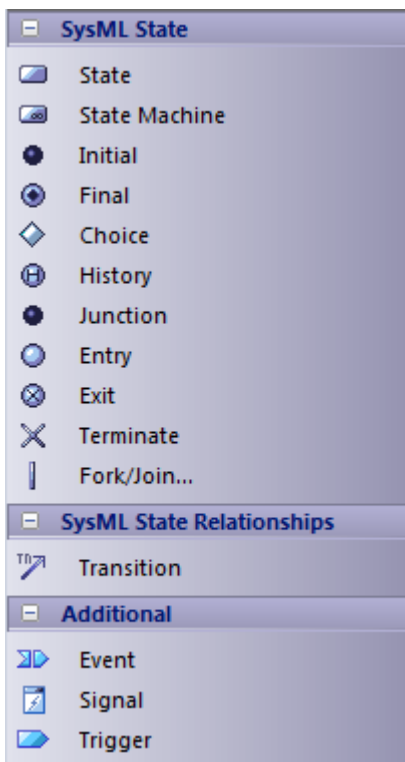 SysML State
State
State Machine
Initial
Final
Choice
History
Junction
Entry
Exit
Terminate
Fork/Join...
SysML State Relationships
Transition
Additional
Event
Signal
Trigger